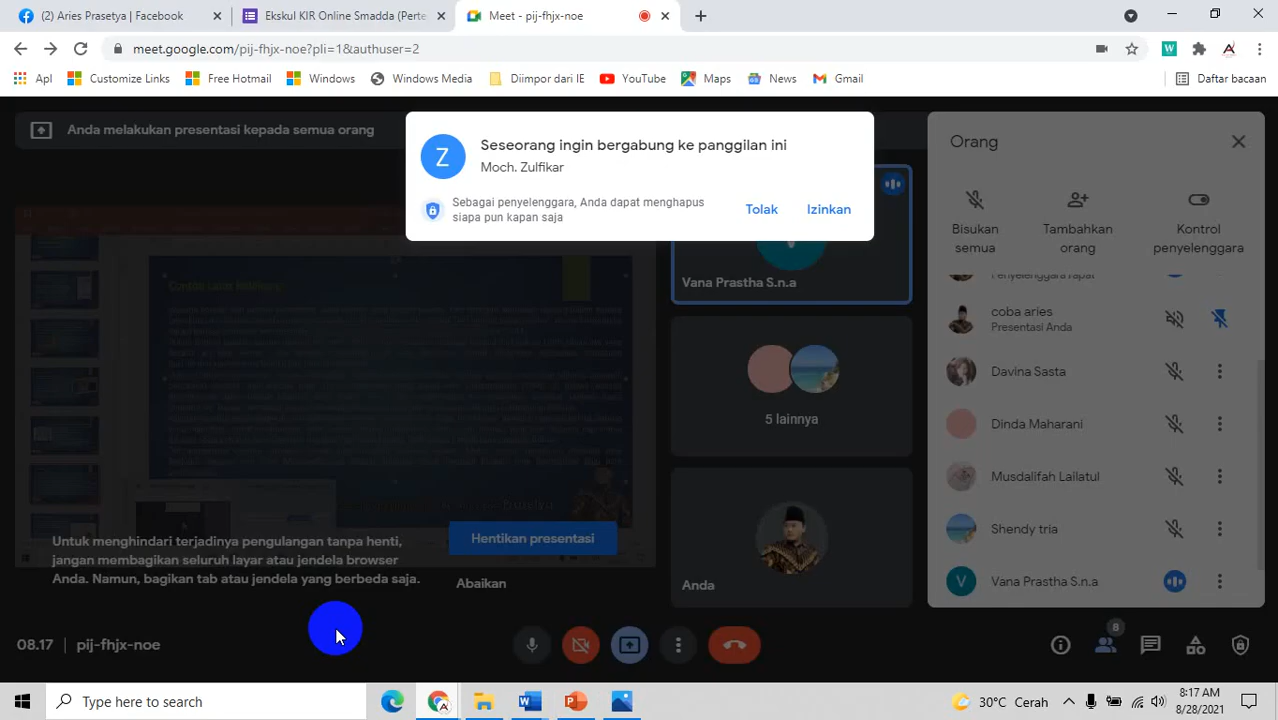 (2) Aries Prasetya | Facebook
Ekskul KIR Online Smadda (Perte
Meet - pij-fhjx-noe
meet.google.com/pij-fhjx-noe?pli=1&authuser=2
Apl
Customize Links
Free Hotmail
Windows
Windows Media
Diimpor dari IE
YouTube
Maps
News
Gmail
Daftar bacaan
Anda melakukan presentasi kepada semua orang
Z
Seseorang ingin bergabung ke panggilan ini
Moch. Zulfikar
Sebagai penyelenggara, Anda dapat menghapus
siapa pun kapan saja
Tolak
Izinkan
Vana Prastha S.n.a
5 lainnya
Anda
Untuk menghindari terjadinya pengulangan tanpa henti,
jangan membagikan seluruh layar atau jendela browser
Anda. Namun, bagikan tab atau jendela yang berbeda saja.
Hentikan presentasi
Abaikan
Orang
Bisukan
semua
Tambahkan
orang
Kontrol
penyelenggara
Penyelenggara rapat
coba aries
Presentasi Anda
Davina Sasta
Dinda Maharani
Musdalifah Lailatul
Shendy tria
V
Vana Prastha S.n.a
08.17
pij-fhjx-noe
8
Type here to search
30°C Cerah
8:17 AM
8/28/2021